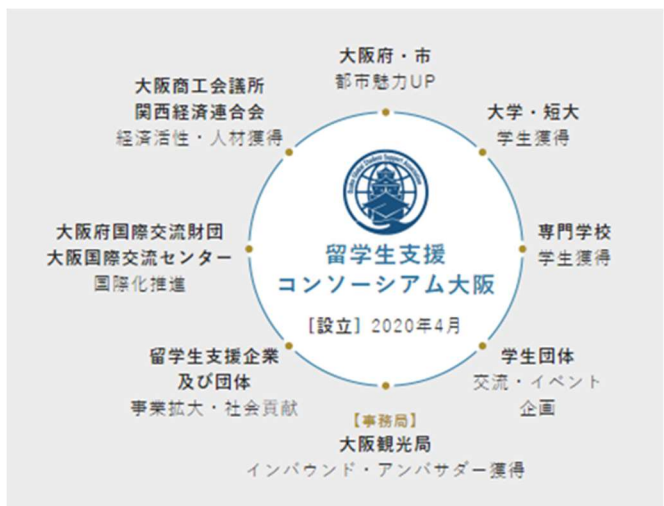 大阪府・市
都市魅力UP
大阪商工会議所
関西経済連合会
経済活性・人材獲得
大学・短大
学生獲得
大阪府国際交流財団
大阪国際交流センター
国際化推進
Osaka Global Student Support Association
留学生支援
コンソーシアム大阪
[設立] 2020年4月
専門学校
学生獲得
留学生支援企業
及び団体
事業拡大・社会貢献
学生団体
交流・イベント
企画
【事務局】
大阪観光局
インバウンド・アンバサダー獲得